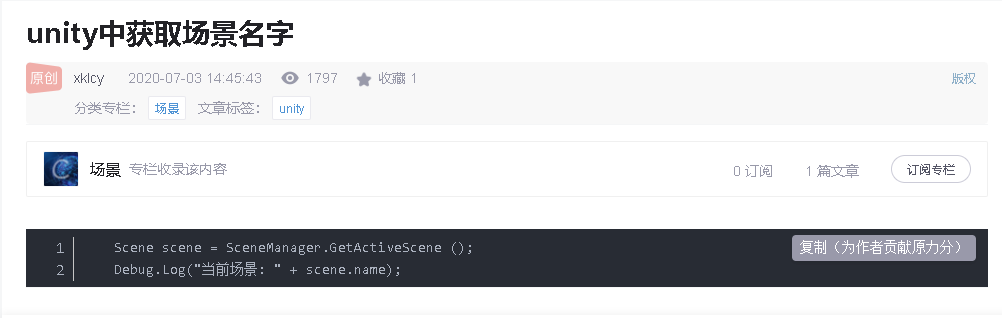 unity中获取场景名字
原创 xklcy 2020-07-03 14:45:43 1797 收藏 1 版权
分类专栏： 场景 文章标签： unity
场景 专栏收录该内容 0 订阅 1 篇文章 订阅专栏
1 Scene scene = SceneManager.GetActiveScene (); 复制（为作者贡献原力分）
2 Debug.Log("当前场景: " + scene.name);